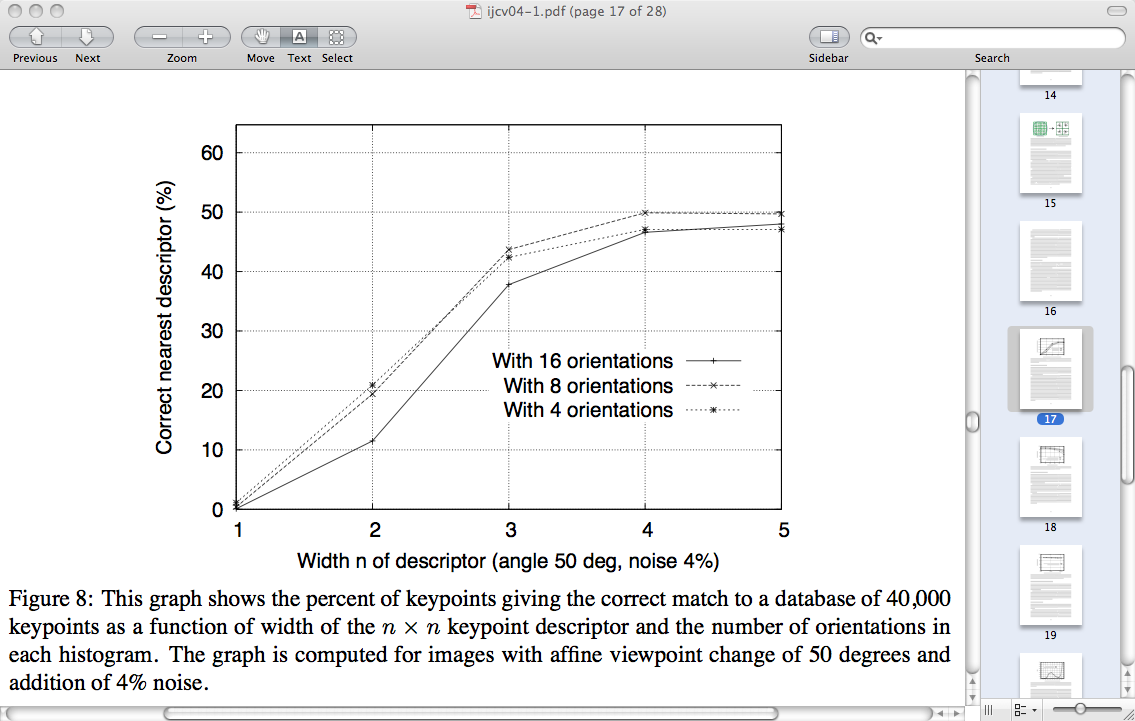 ijcv04-1.pdf (page 17 of 28)
Previous Next Zoom Move Text Select Sidebar Search
60
50
40
30
20
10
0
Correct nearest descriptor (%)
With 16 orientations
With 8 orientations
With 4 orientations
1 2 3 4 5
Width n of descriptor (angle 50 deg, noise 4%)
Figure 8: This graph shows the percent of keypoints giving the correct match to a database of 40,000
keypoints as a function of width of the n × n keypoint descriptor and the number of orientations in
each histogram. The graph is computed for images with affine viewpoint change of 50 degrees and
addition of 4% noise.
14
15
16
17
18
19